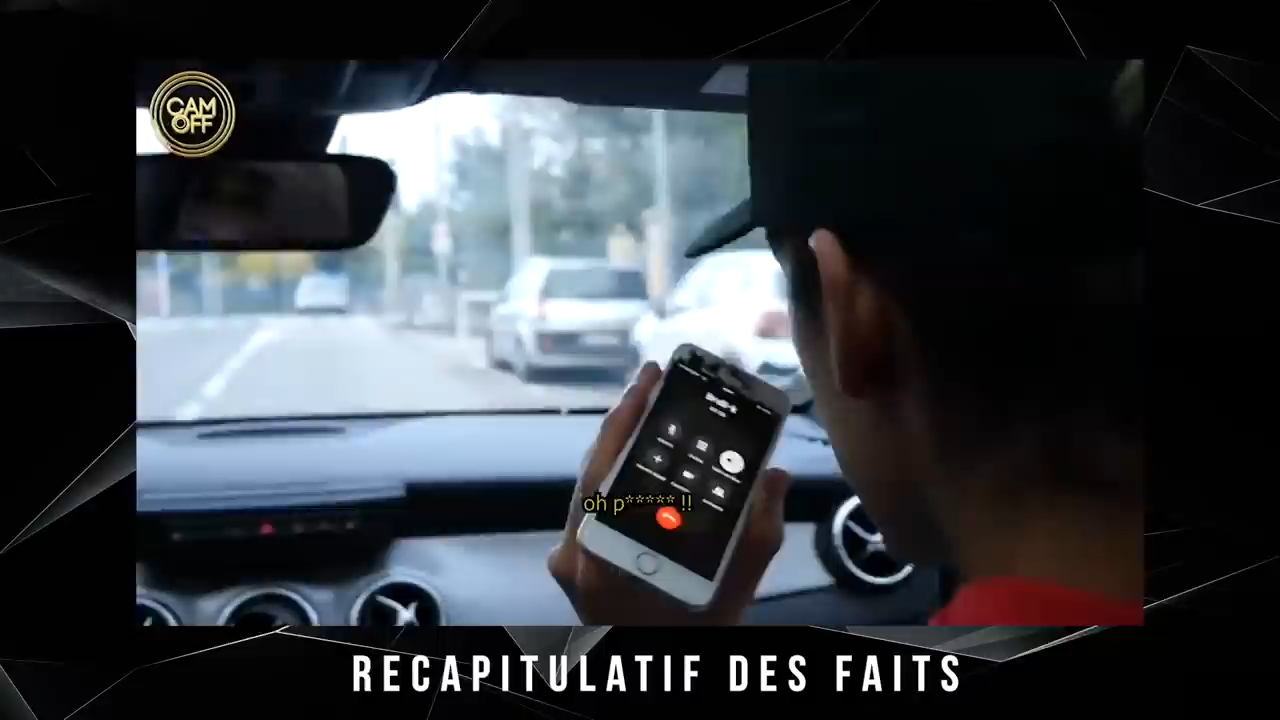 CAM
OFF
oh p***** !!
RECAPITULATIF DES FAITS